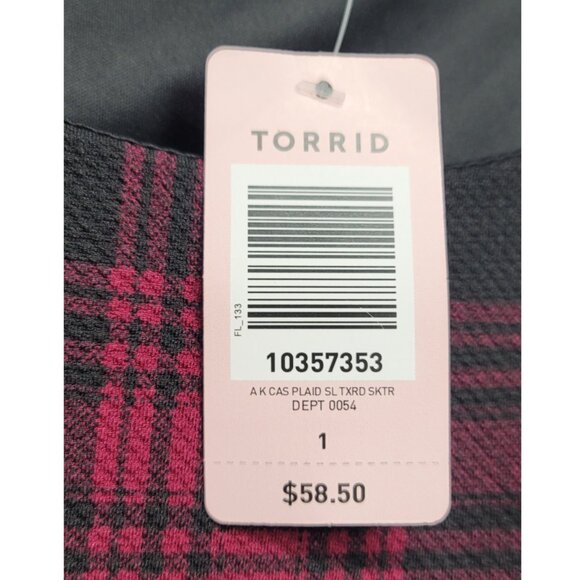 TORRID
FL_133
10357353
A K CAS PLAID SL TXRD SKTR
DEPT 0054
1
$58.50